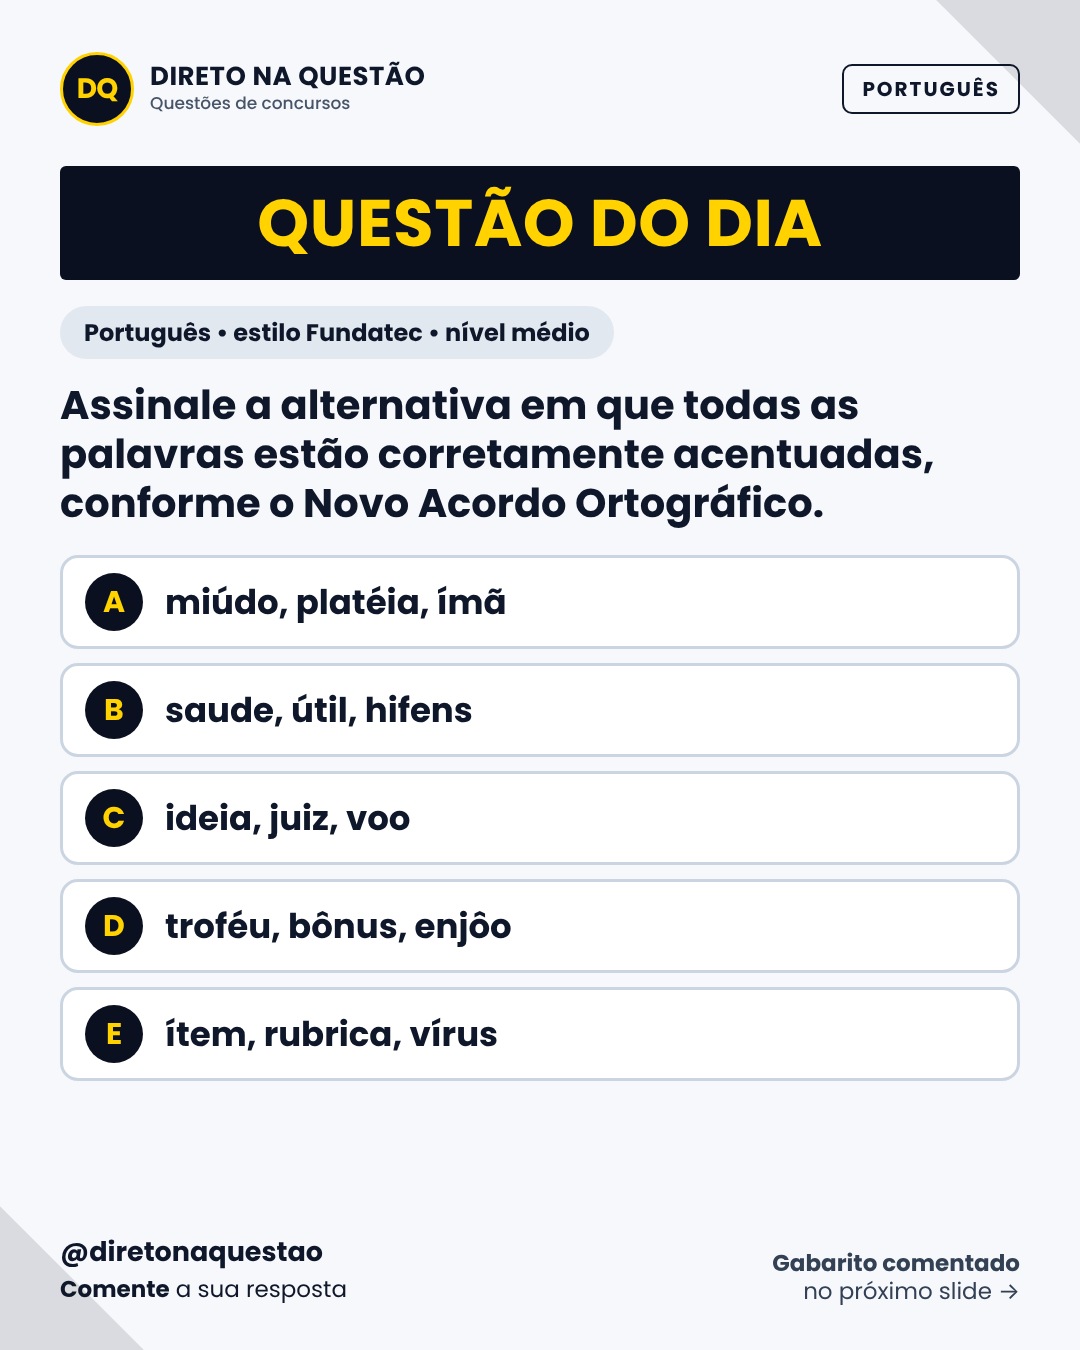 DQ
DIRETO NA QUESTÃO
Questões de concursos
PORTUGUÊS
QUESTÃO DO DIA
Português • estilo Fundatec • nível médio
Assinale a alternativa em que todas as
palavras estão corretamente acentuadas,
conforme o Novo Acordo Ortográfico.
A miúdo, platéia, ímã
B saude, útil, hifens
C ideia, juiz, voo
D troféu, bônus, enjôo
E ítem, rubrica, vírus
@diretonaquestao
Comente a sua resposta
Gabarito comentado
no próximo slide →